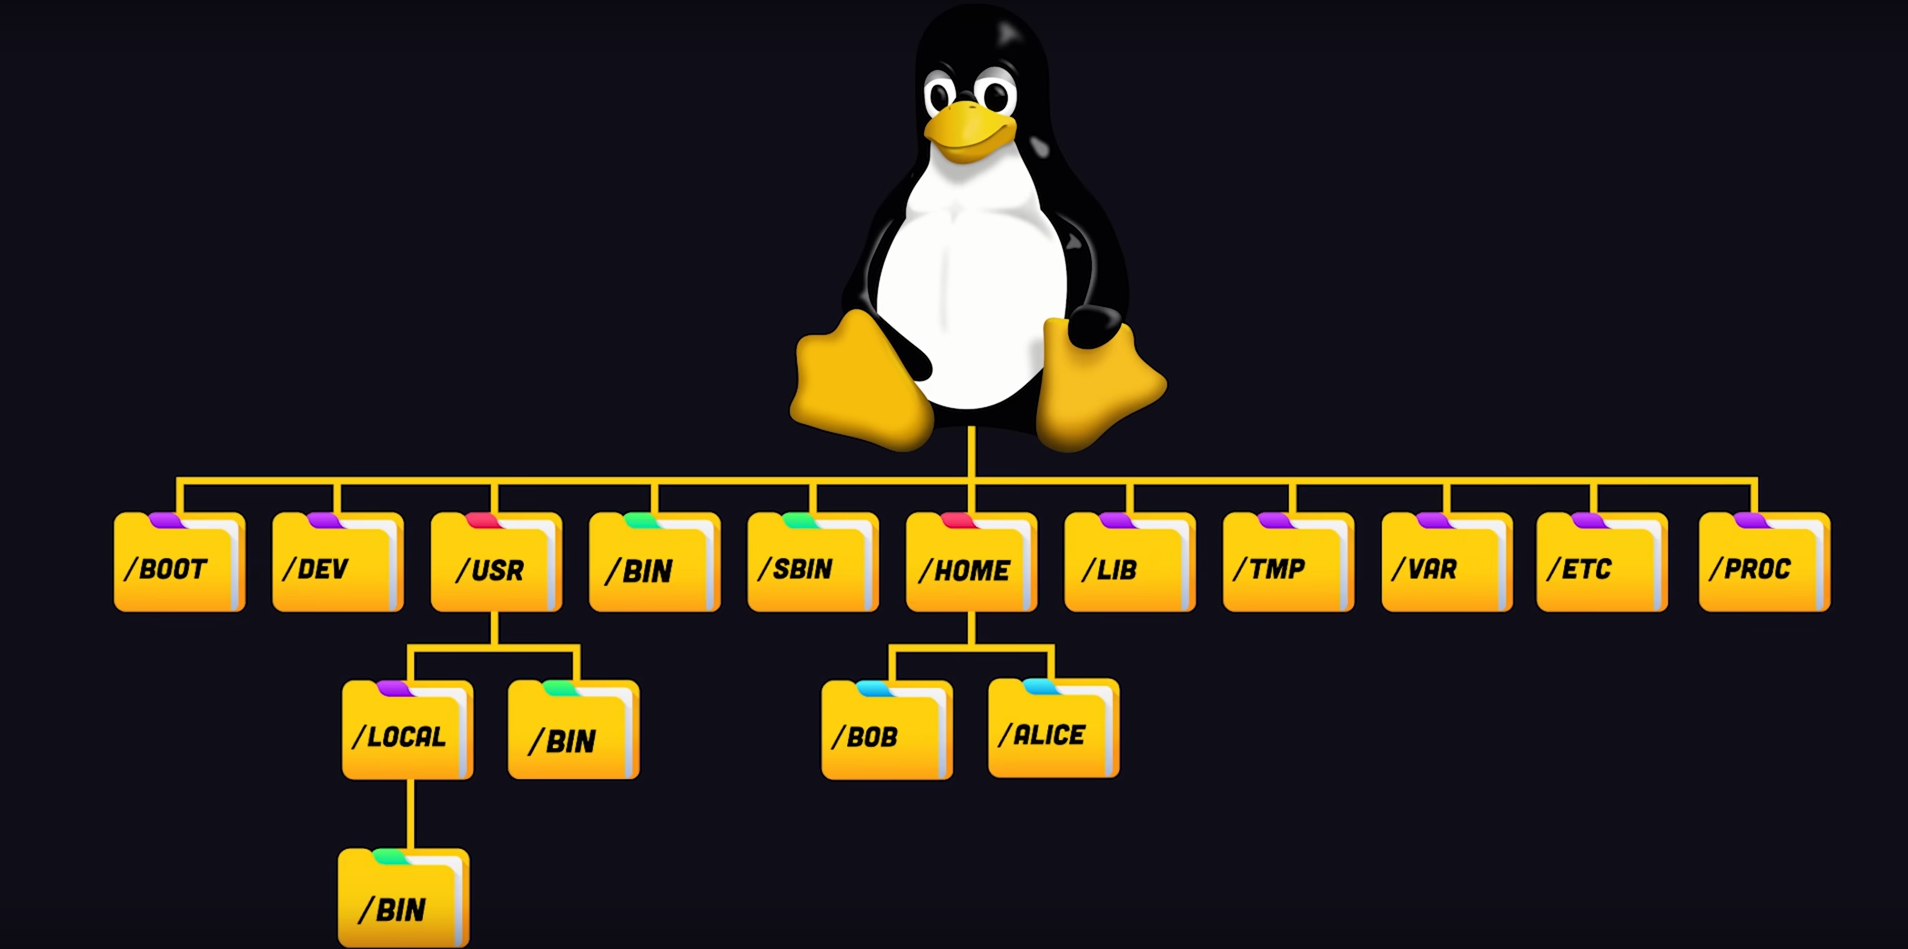 /BOOT
/DEV
/USR
/BIN
/SBIN
/HOME
/LIB
/TMP
/VAR
/ETC
/PROC
/LOCAL
/BIN
/BOB
/ALICE
/BIN